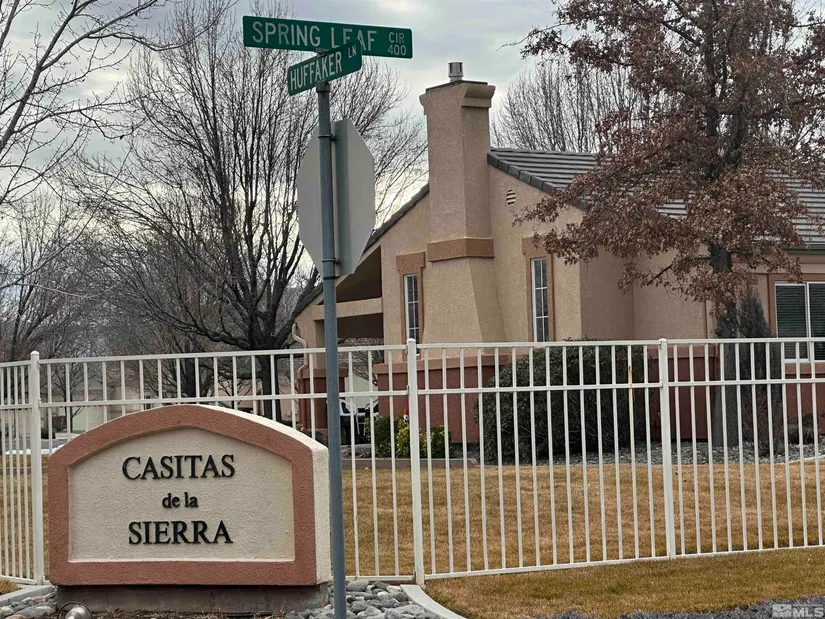 SPRING LEAF CIR
400
HUFFAKER LN
CASITAS
de la
SIERRA
MLS